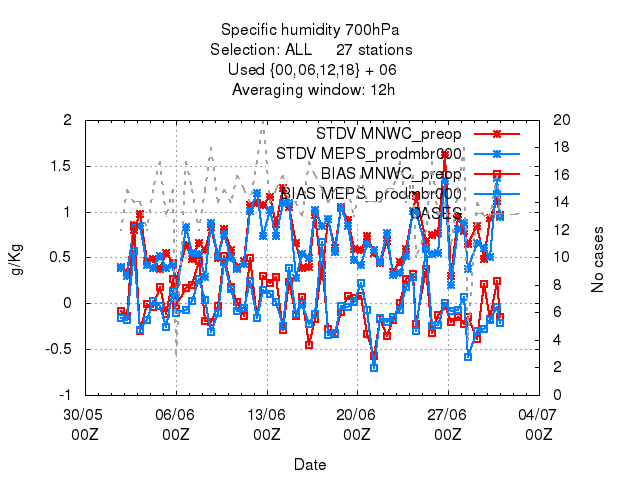 Specific humidity 700hPa
Selection: ALL 27 stations
Used {00,06,12,18} + 06
Averaging window: 12h
STDV MNWC_preop
STDV MEPS_prodmbr000
BIAS MNWC_preop
BIAS MEPS_prodmbr000
CASES
2
1.5
1
0.5
0
-0.5
-1
g/Kg
20
18
16
14
12
10
8
6
4
2
0
No cases
30/05 06/06 13/06 20/06 27/06 04/07
00Z 00Z 00Z 00Z 00Z 00Z
Date